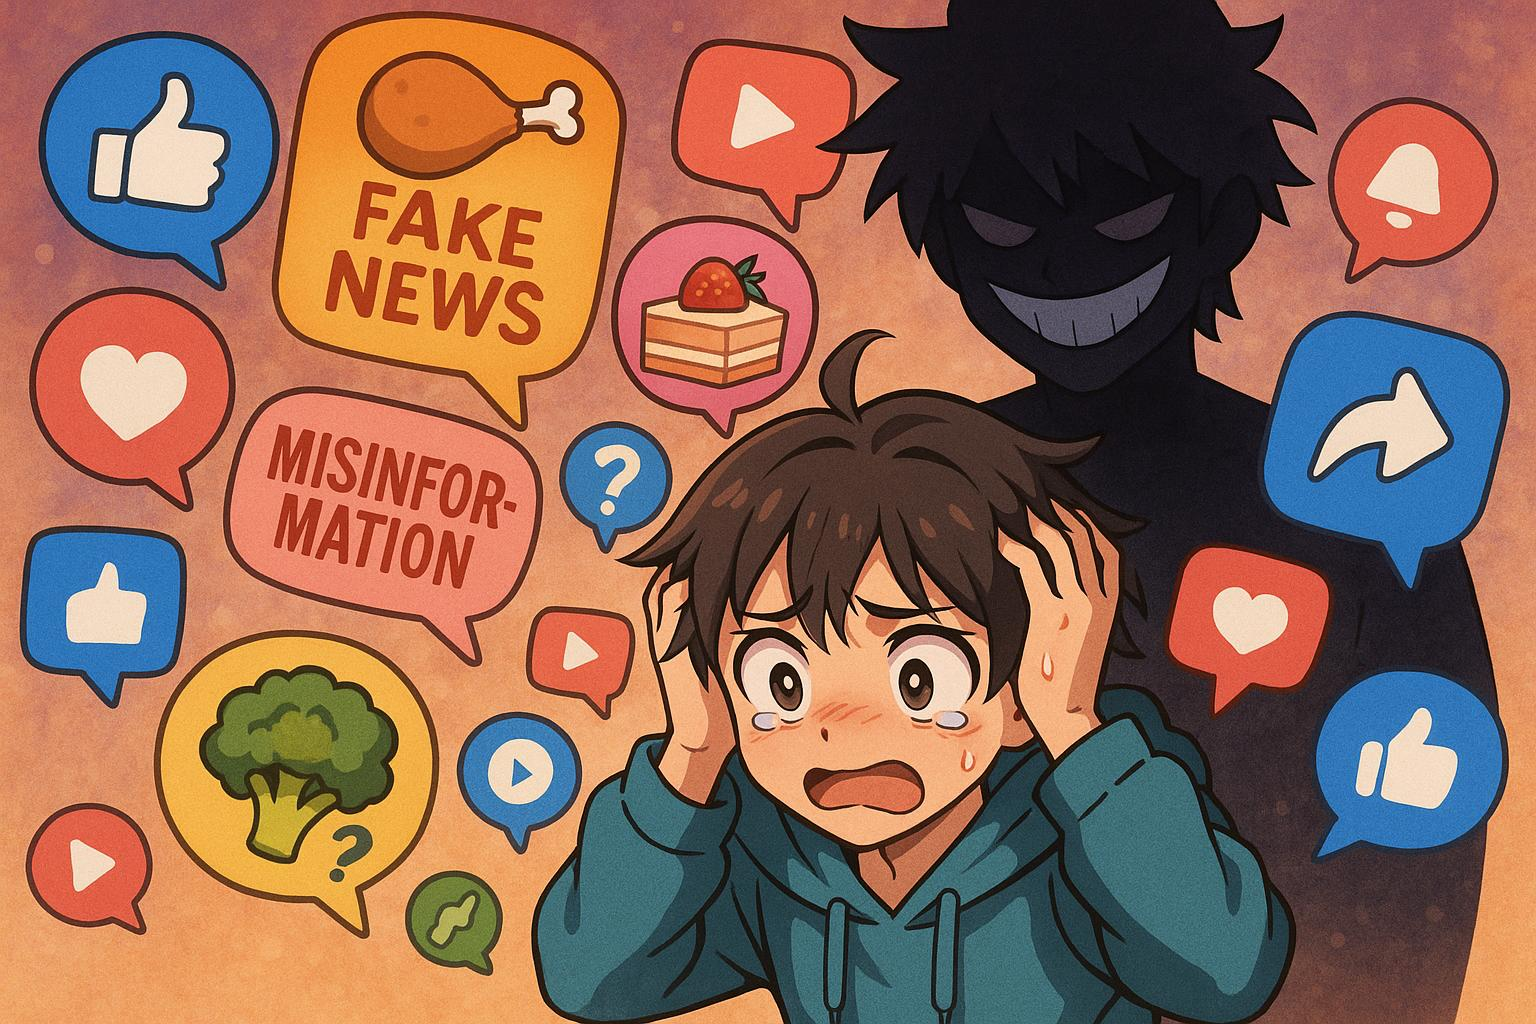 FAKE
NEWS
MISINFOR-
MATION
?
?